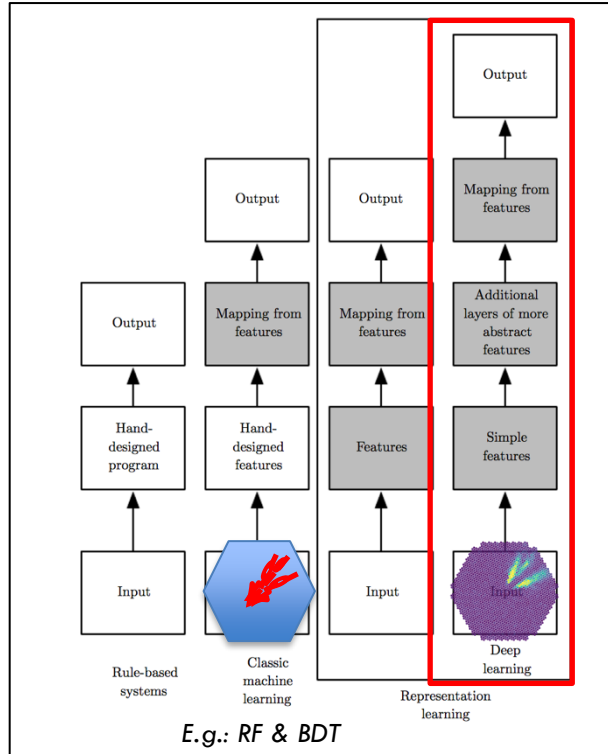 Output
Output
Output
Mapping from
features
Output
Mapping from
features
Mapping from
features
Additional
layers of more
abstract
features
Hand-
designed
program
Hand-
designed
features
Features
Simple
features
Input
Input
Input
Rule-based
systems
Classic
machine
learning
Representation
learning
Deep
learning
E.g.: RF & BDT